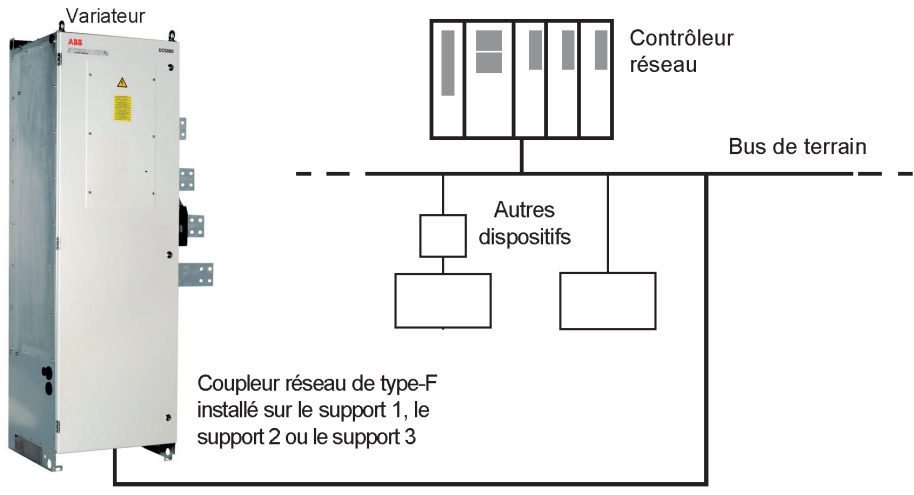 Variateur
ABB
DCS880
Contrôleur
réseau
Bus de terrain
Autres
dispositifs
Coupleur réseau de type-F
installé sur le support 1, le
support 2 ou le support 3